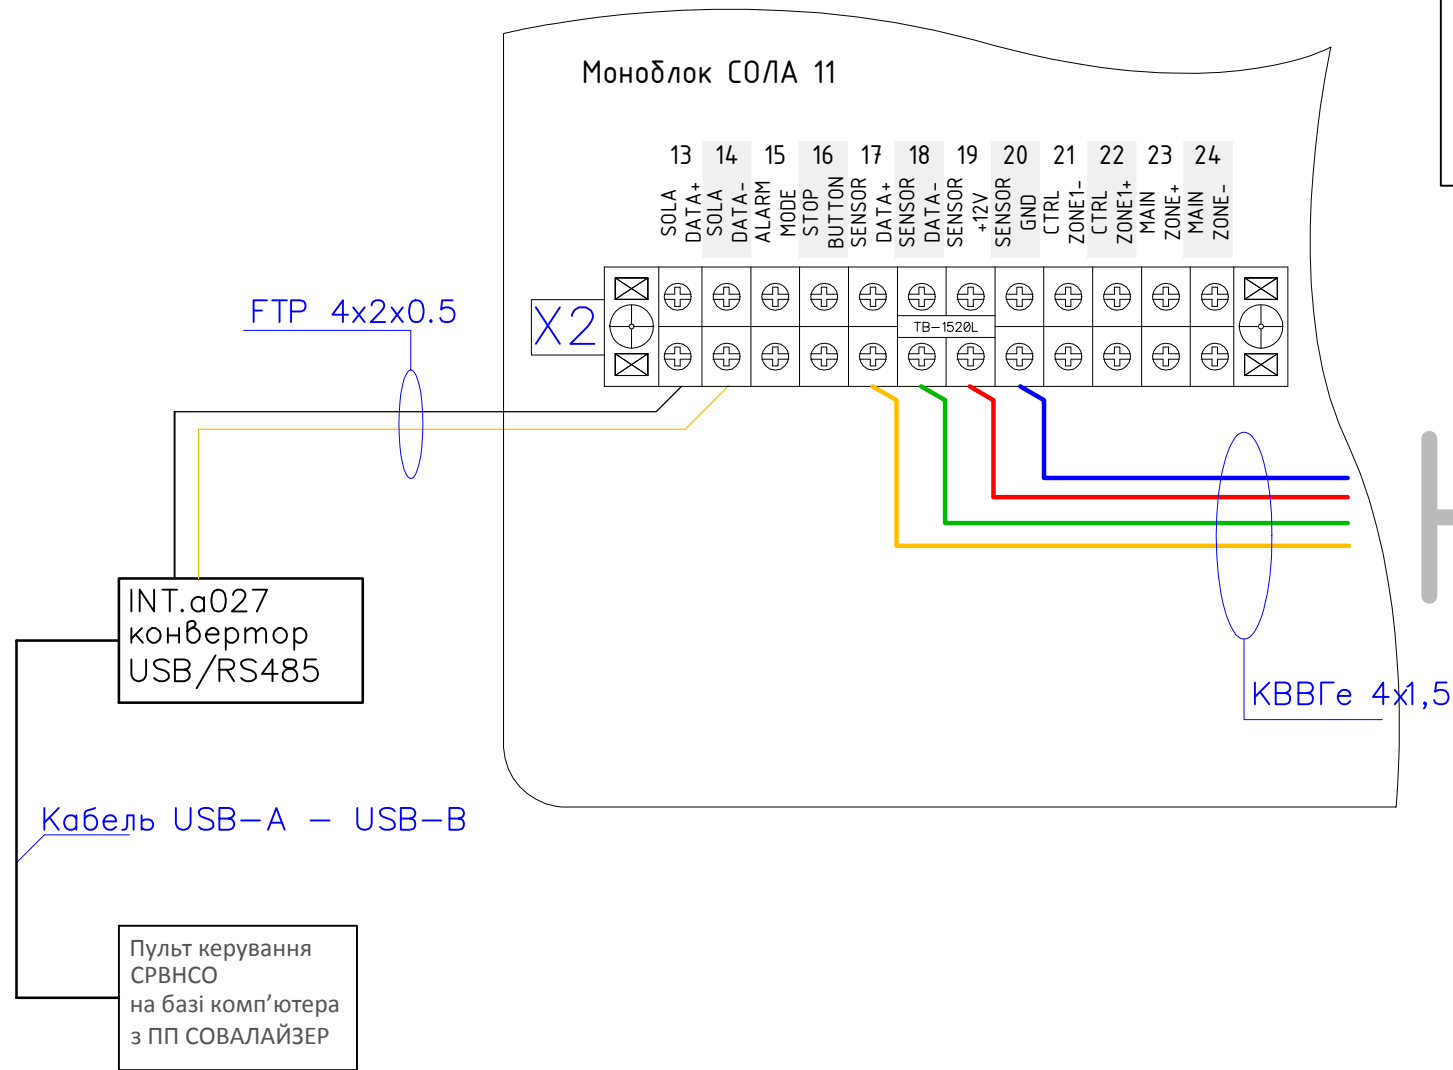 Моноблок СОЛА 11
13 14 15 16 17 18 19 20 21 22 23 24
SOLA
DATA+
SOLA
DATA-
ALARM
MODE
STOP
BUTTON
SENSOR
DATA+
SENSOR
DATA-
SENSOR
+12V
SENSOR
GND
CTRL
ZONE1-
CTRL
ZONE1+
MAIN
ZONE+
MAIN
ZONE-
FTP 4x2x0.5
X2
TB-1520L
INT.a027
конвертор
USB/RS485
КВВГе 4x1,5
Кабель USB-A - USB-B
Пульт керування
СРВНСО
на базі комп’ютера
з ПП СОВАЛАЙЗЕР